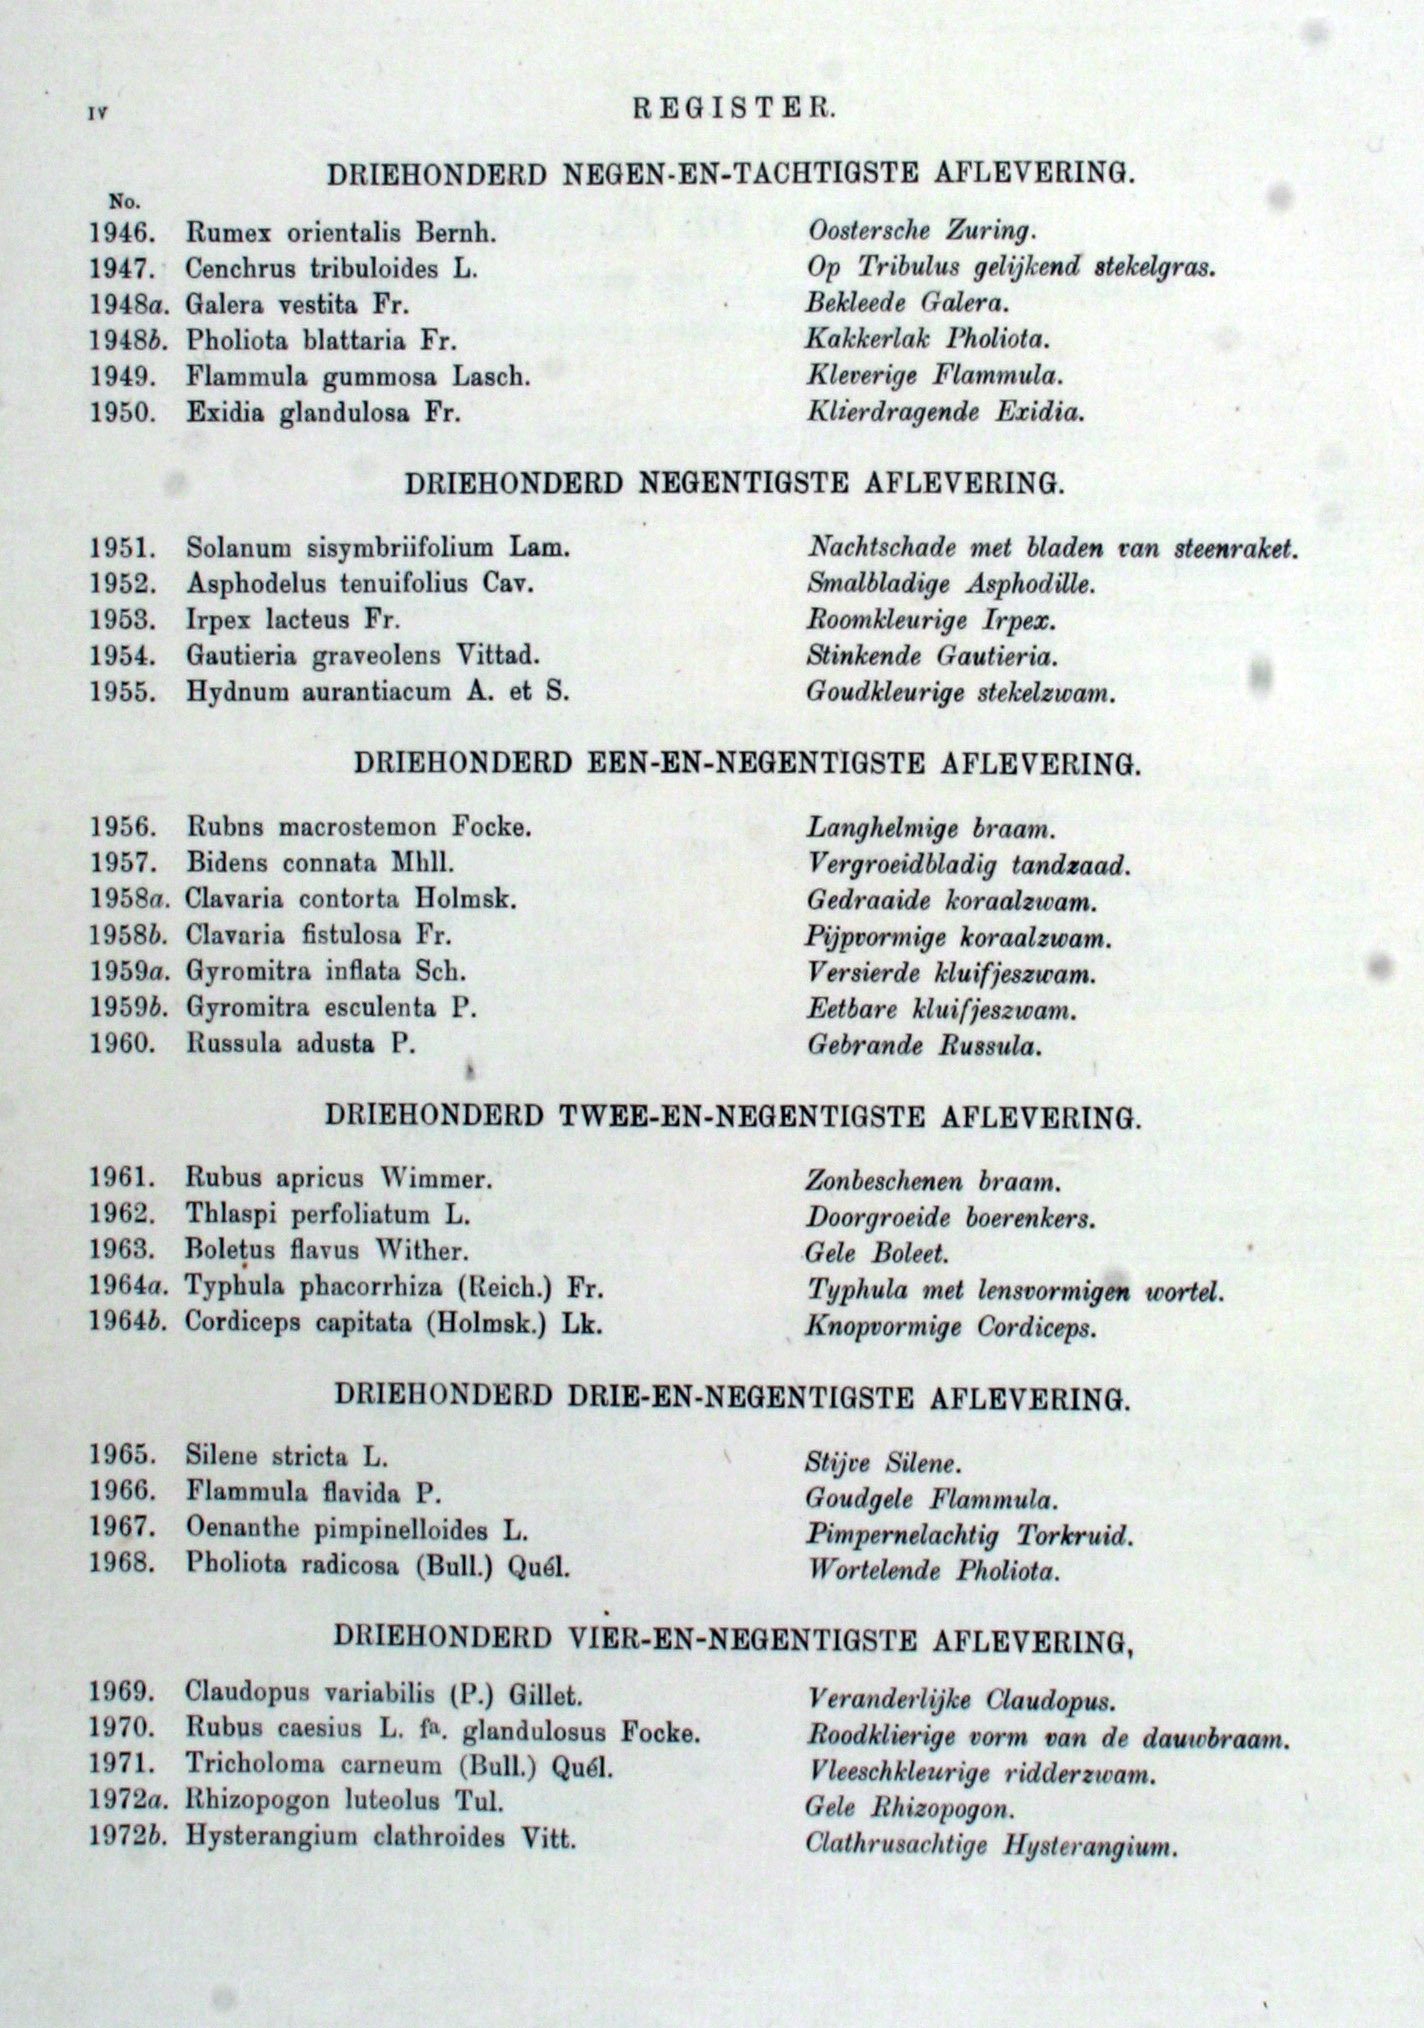 IV REGISTER.
DRIEHONDERD NEGEN-EN-TACHTIGSTE AFLEVERING.
No.
1946. Rumex orientalis Bernh. Oostersche Zuring.
1947. Cenchrus tribuloides L. Op Tribulus gelijkend stekelgras.
1948a. Galera vestita Fr. Bekleede Galera.
1948b. Pholiota blattaria Fr. Kakkerlak Pholiota.
1949. Flammula gummosa Lasch. Kleverige Flammula.
1950. Exidia glandulosa Fr. Klierdragende Exidia.
DRIEHONDERD NEGENTIGSTE AFLEVERING.
1951. Solanum sisymbriifolium Lam. Nachtschade met bladen van steenraket.
1952. Asphodelus tenuifolius Cav. Smalbladige Asphodille.
1953. Irpex lacteus Fr. Roomkleurige Irpex.
1954. Gautieria graveolens Vittad. Stinkende Gautieria.
1955. Hydnum aurantiacum A. et S. Goudkleurige stekelzwam.
DRIEHONDERD EEN-EN-NEGENTIGSTE AFLEVERING.
1956. Rubns macrostemon Focke. Langhelmige braam.
1957. Bidens connata Mhll. Vergroeidbladig tandzaad.
1958a. Clavaria contorta Holmsk. Gedraaide koraalzwam.
1958b. Clavaria fistulosa Fr. Pijpvormige koraalzwam.
1959a. Gyromitra inflata Sch. Versierde kluifjeszwam.
1959b. Gyromitra esculenta P. Eetbare kluifjeszwam.
1960. Russula adusta P. Gebrande Russula.
DRIEHONDERD TWEE-EN-NEGENTIGSTE AFLEVERING.
1961. Rubus apricus Wimmer. Zonbeschenen braam.
1962. Thlaspi perfoliatum L. Doorgroeide boerenkers.
1963. Boletus flavus Wither. Gele Boleet.
1964a. Typhula phacorrhiza (Reich.) Fr. Typhula met lensvormigen wortel.
1964b. Cordiceps capitata (Holmsk.) Lk. Knopvormige Cordiceps.
DRIEHONDERD DRIE-EN-NEGENTIGSTE AFLEVERING.
1965. Silene stricta L. Stijve Silene.
1966. Flammula flavida P. Goudgele Flammula.
1967. Oenanthe pimpinelloides L. Pimpernelachtig Torkruid.
1968. Pholiota radicosa (Bull.) Quél. Wortelende Pholiota.
DRIEHONDERD VIER-EN-NEGENTIGSTE AFLEVERING,
1969. Claudopus variabilis (P.) Gillet. Veranderlijke Claudopus.
1970. Rubus caesius L. fa. glandulosus Focke. Roodklierige vorm van de dauwbraam.
1971. Tricholoma carneum (Bull.) Quél. Vleeschkleurige ridderzwam.
1972a. Rhizopogon luteolus Tul. Gele Rhizopogon.
1972b. Hysterangium clathroides Vitt. Clathrusachtige Hysterangium.